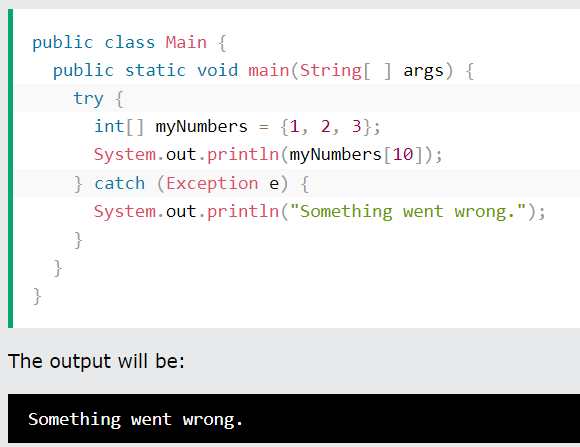 public class Main {
  public static void main(String[ ] args) {
    try {
      int[] myNumbers = {1, 2, 3};
      System.out.println(myNumbers[10]);
    } catch (Exception e) {
      System.out.println("Something went wrong.");
    }
  }
}
The output will be:
Something went wrong.